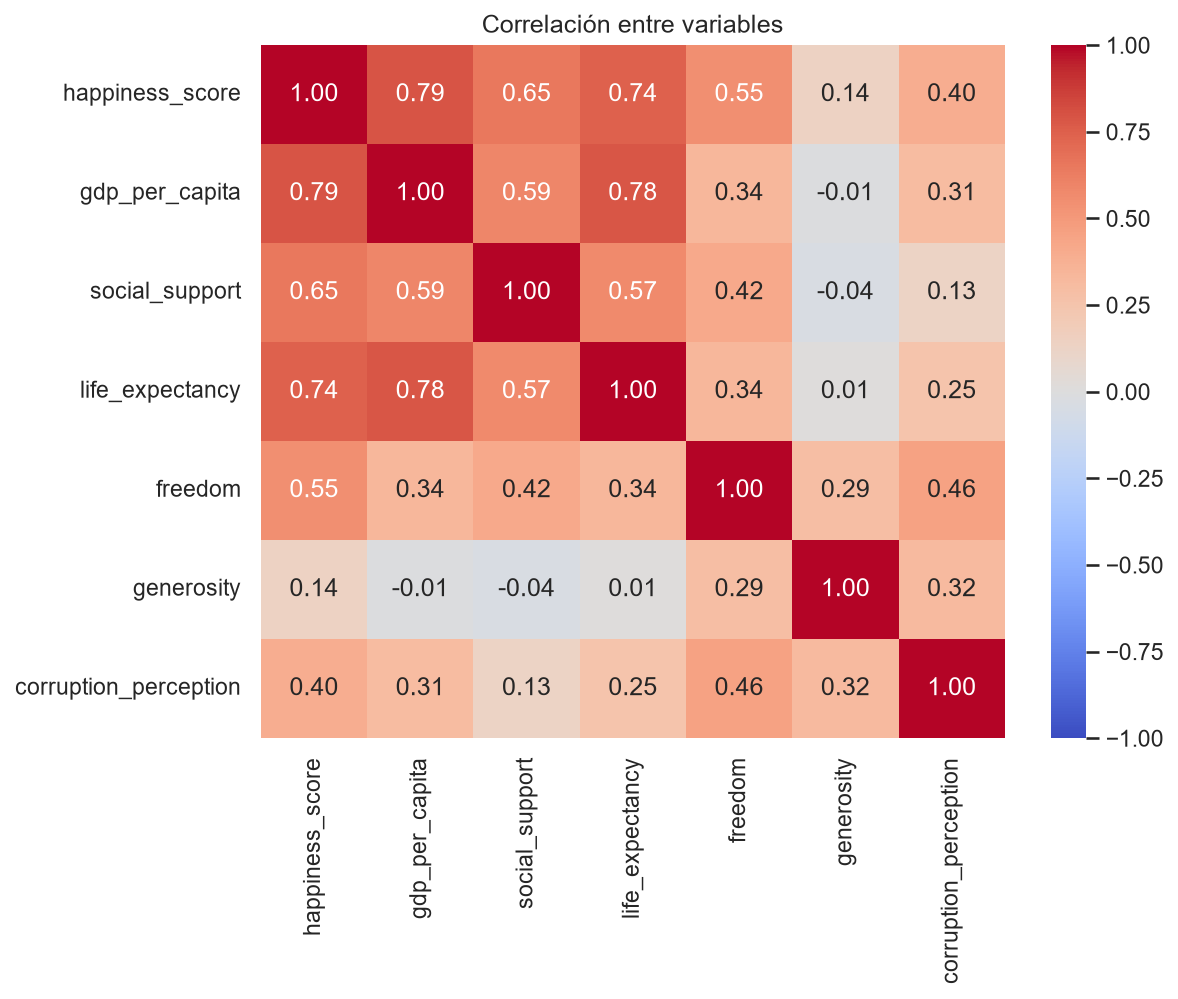 Correlación entre variables
happiness_score 1.00 0.79 0.65 0.74 0.55 0.14 0.40
gdp_per_capita 0.79 1.00 0.59 0.78 0.34 -0.01 0.31
social_support 0.65 0.59 1.00 0.57 0.42 -0.04 0.13
life_expectancy 0.74 0.78 0.57 1.00 0.34 0.01 0.25
freedom 0.55 0.34 0.42 0.34 1.00 0.29 0.46
generosity 0.14 -0.01 -0.04 0.01 0.29 1.00 0.32
corruption_perception 0.40 0.31 0.13 0.25 0.46 0.32 1.00
happiness_score
gdp_per_capita
social_support
life_expectancy
freedom
generosity
corruption_perception
1.00
0.75
0.50
0.25
0.00
−0.25
−0.50
−0.75
−1.00